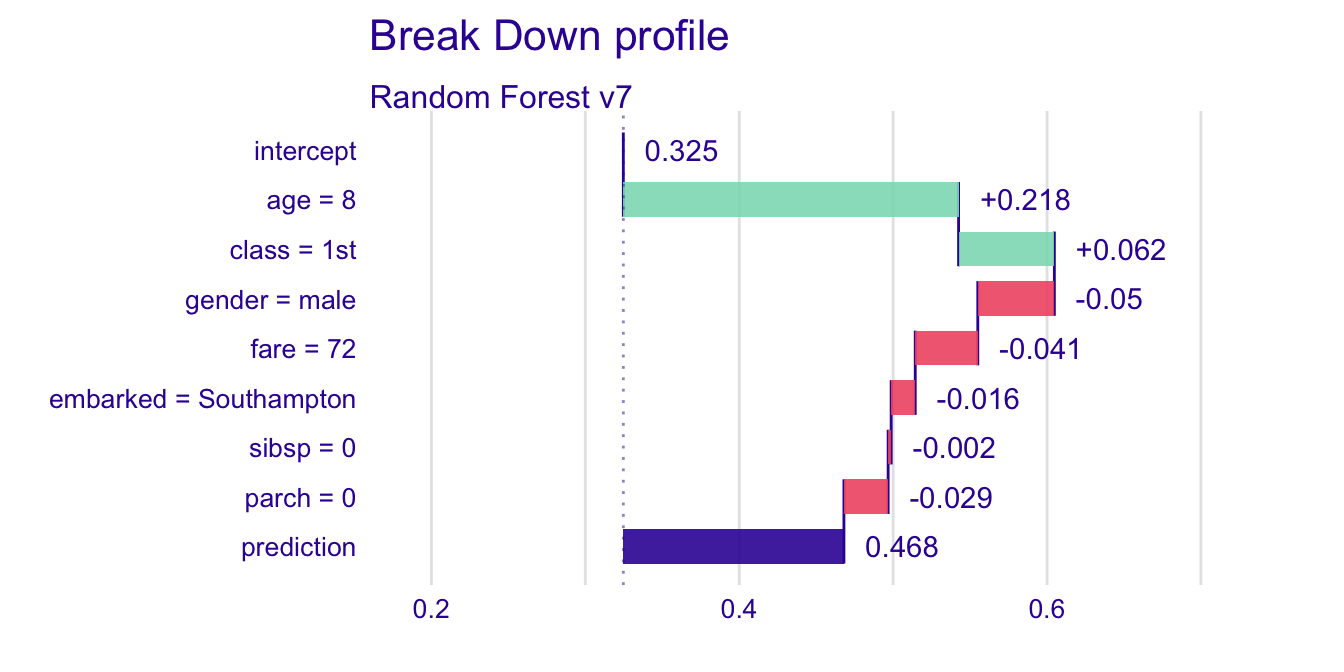 Break Down profile
Random Forest v7
intercept 0.325
age = 8 +0.218
class = 1st +0.062
gender = male -0.05
fare = 72 -0.041
embarked = Southampton -0.016
sibsp = 0 -0.002
parch = 0 -0.029
prediction 0.468
0.2 0.4 0.6